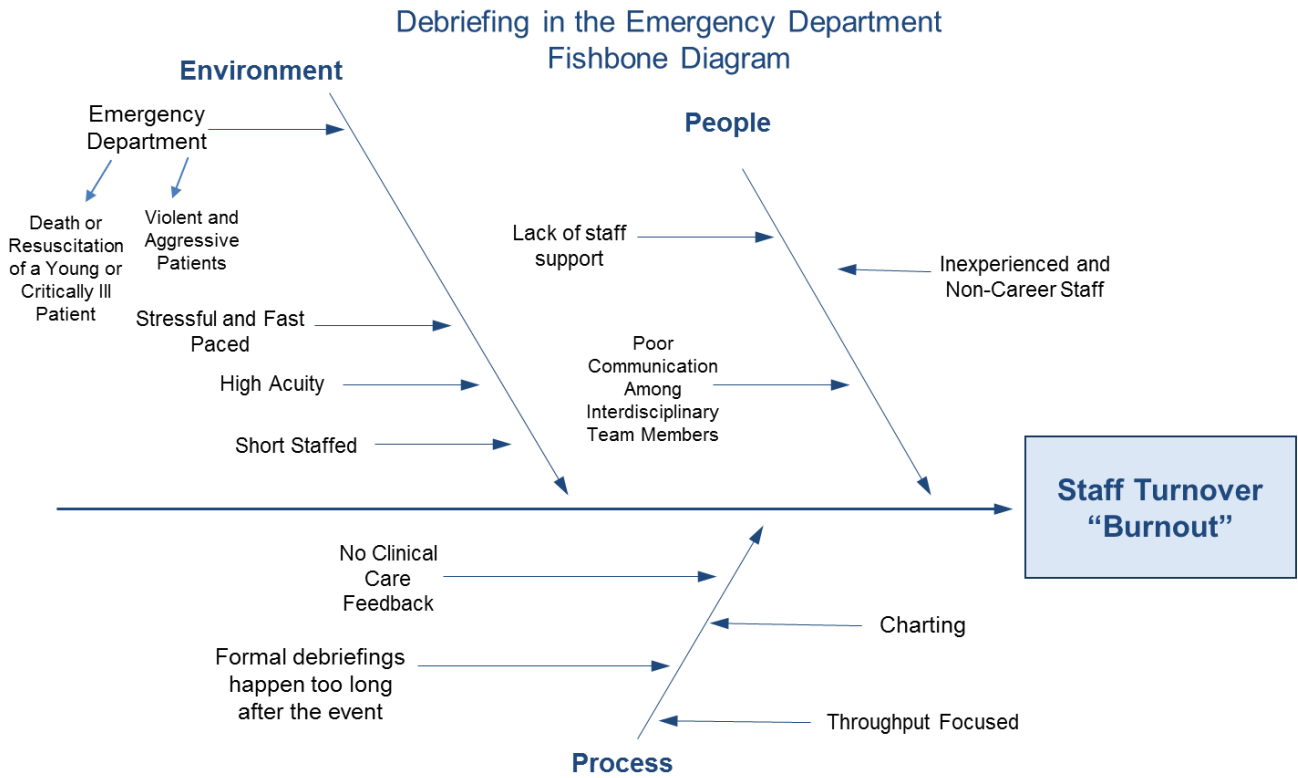 Debriefing in the Emergency Department
Fishbone Diagram
Environment
Emergency
Department
Death or
Resuscitation
of a Young or
Critically Ill
Patient
Violent and
Aggressive
Patients
Stressful and Fast
Paced
High Acuity
Short Staffed
People
Lack of staff
support
Inexperienced and
Non-Career Staff
Poor
Communication
Among
Interdisciplinary
Team Members
Staff Turnover
“Burnout”
No Clinical
Care
Feedback
Charting
Formal debriefings
happen too long
after the event
Throughput Focused
Process